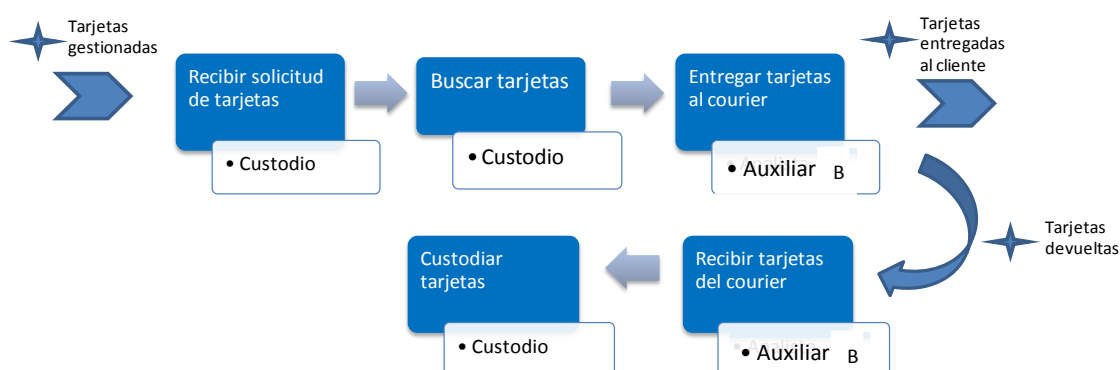 Tarjetas
gestionadas
Recibir solicitud
de tarjetas
• Custodio
Buscar tarjetas
• Custodio
Entregar tarjetas
al courier
• Auxiliar B
Tarjetas
entregadas
al cliente
Tarjetas
devueltas
Recibir tarjetas
del courier
• Auxiliar B
Custodiar
tarjetas
• Custodio